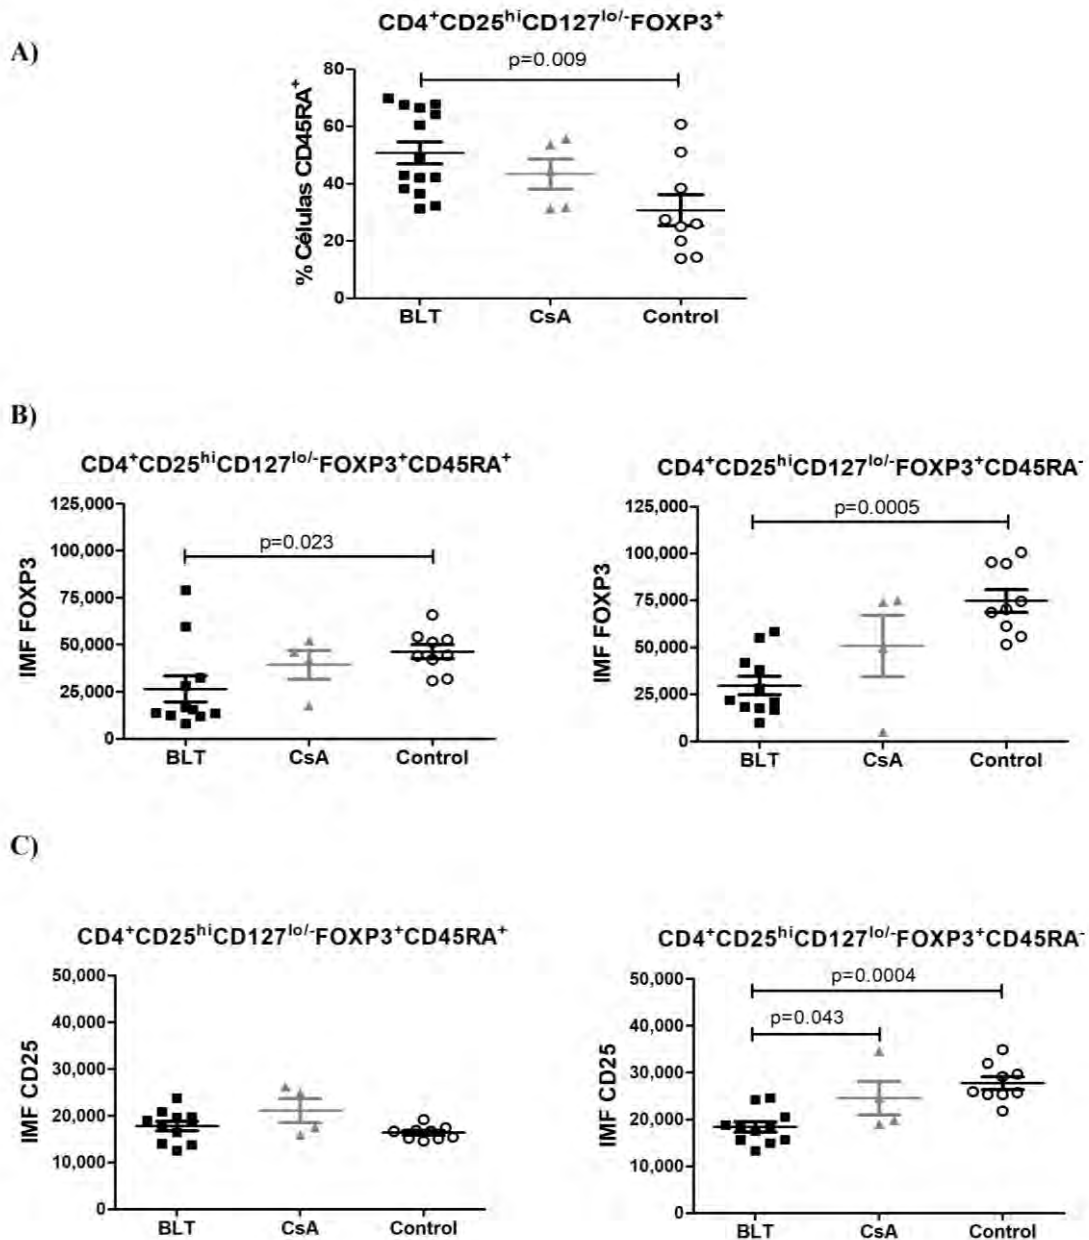 A)
CD4⁺CD25ʰⁱCD127ˡᵒ/⁻FOXP3⁺
p=0.009
% Células CD45RA⁺
80
60
40
20
0
BLT CsA Control
B)
CD4⁺CD25ʰⁱCD127ˡᵒ/⁻FOXP3⁺CD45RA⁺
p=0.023
IMF FOXP3
125,000
100,000
75,000
50,000
25,000
0
BLT CsA Control
CD4⁺CD25ʰⁱCD127ˡᵒ/⁻FOXP3⁺CD45RA⁻
p=0.0005
IMF FOXP3
125,000
100,000
75,000
50,000
25,000
0
BLT CsA Control
C)
CD4⁺CD25ʰⁱCD127ˡᵒ/⁻FOXP3⁺CD45RA⁺
IMF CD25
50,000
40,000
30,000
20,000
10,000
0
BLT CsA Control
CD4⁺CD25ʰⁱCD127ˡᵒ/⁻FOXP3⁺CD45RA⁻
p=0.0004
p=0.043
IMF CD25
50,000
40,000
30,000
20,000
10,000
0
BLT CsA Control